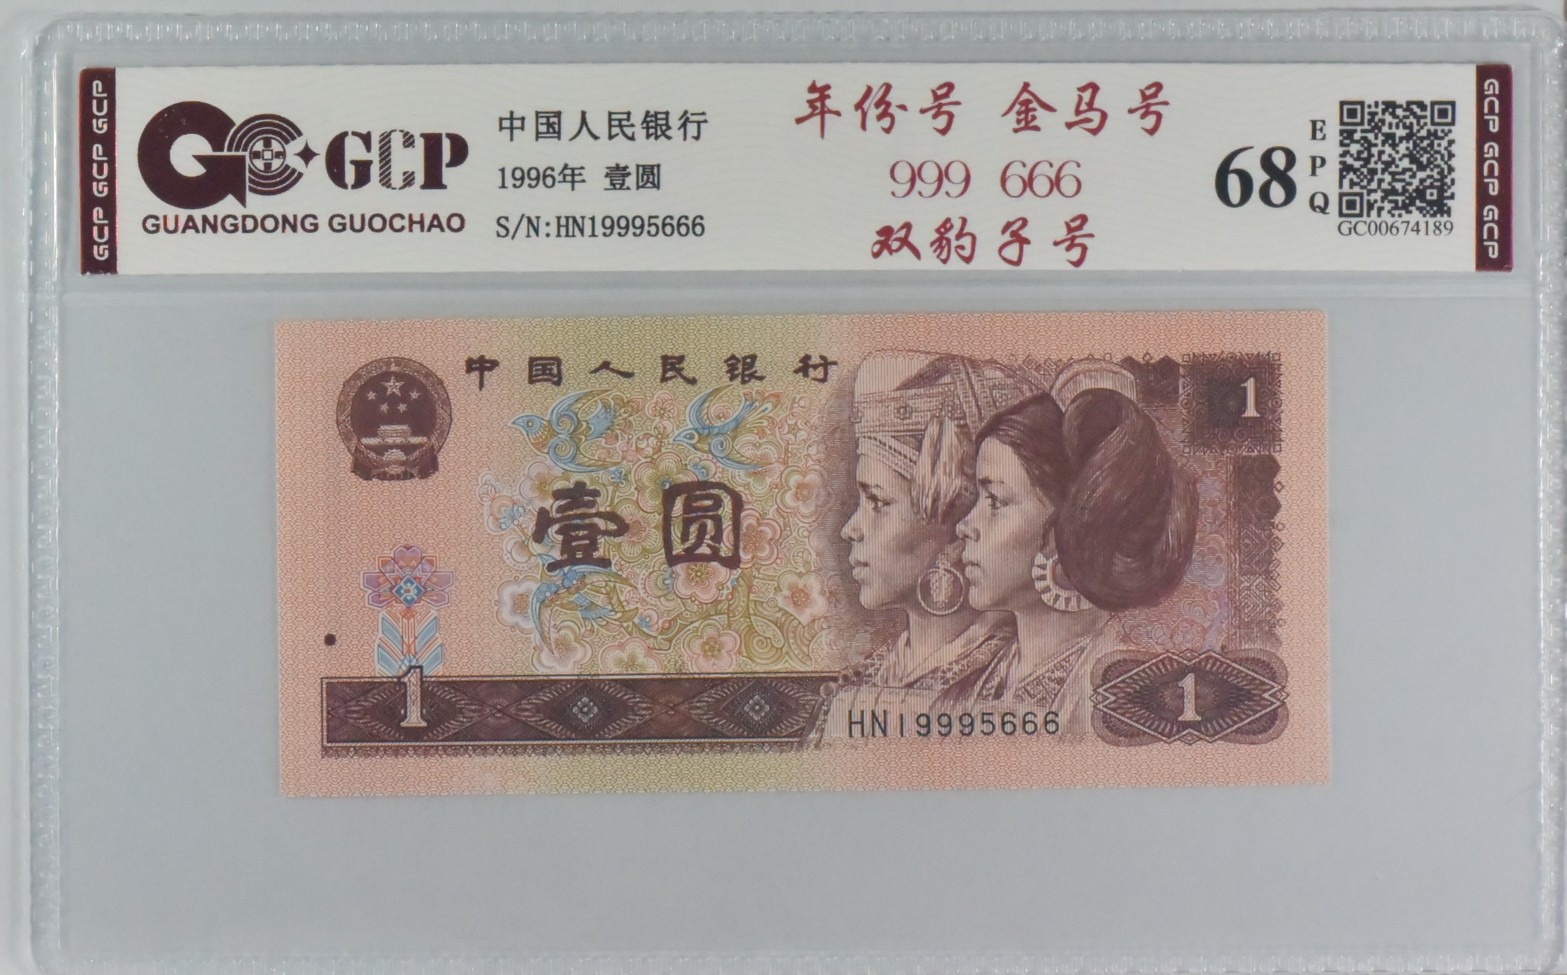 GCP GCP GCP
GCP
GUANGDONG GUOCHAO
中国人民银行
1996年 壹圆
S/N:HN19995666
年份号 金马号
999 666
双豹子号
68
EPQ
GC00674189
GCP GCP GCP
中国人民银行
1
壹圆
1
HN19995666
1